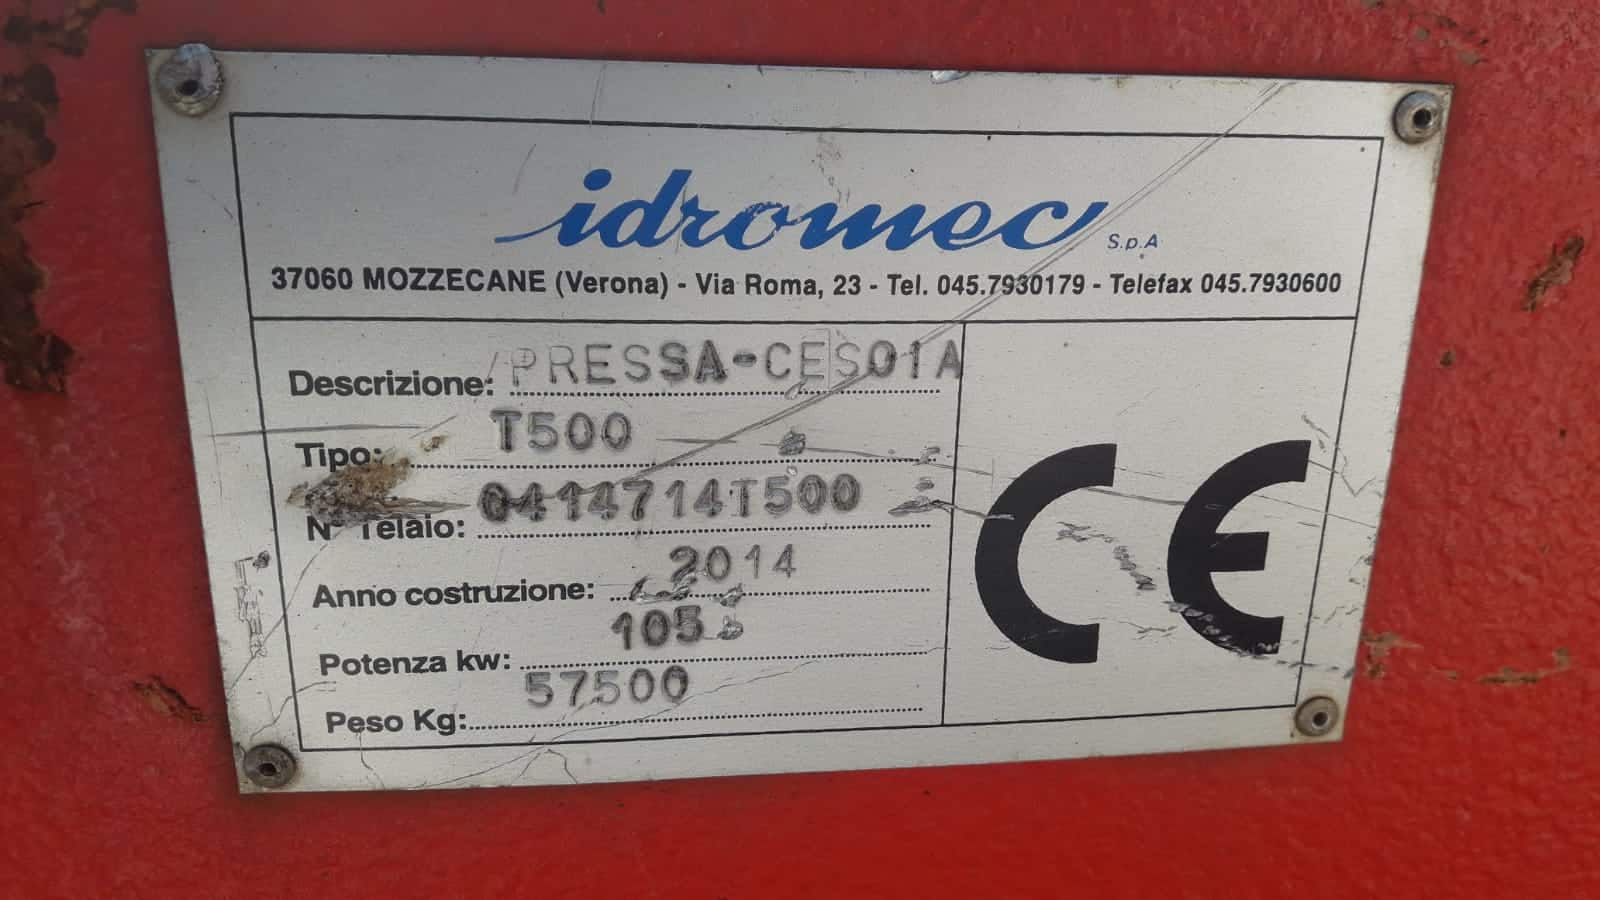 idromec S.p.A
37060 MOZZECANE (Verona) - Via Roma, 23 - Tel. 045.7930179 - Telefax 045.7930600
Descrizione: PRESSA-CESO1A
Tipo: T500
N° Telaio: 0414714T500
Anno costruzione: 2014
Potenza kw: 105
Peso Kg: 57500
CE